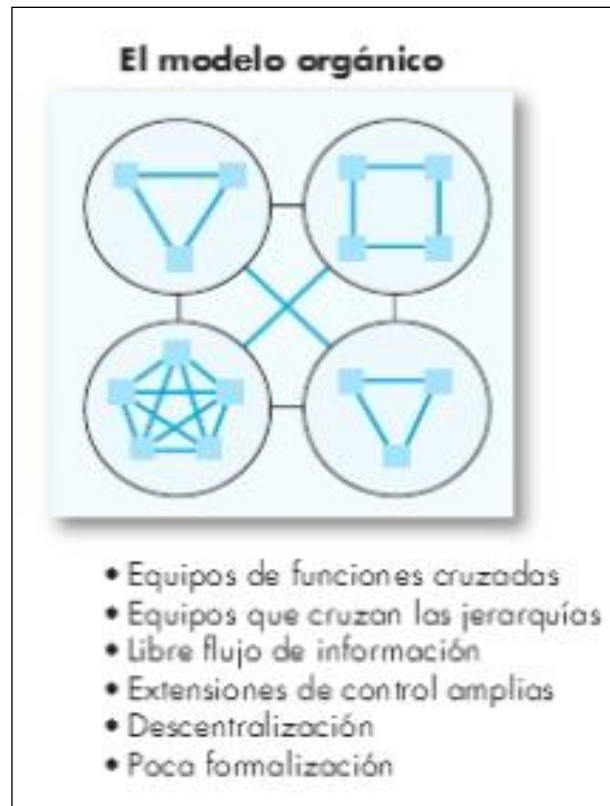 El modelo orgánico
• Equipos de funciones cruzadas
• Equipos que cruzan las jerarquías
• Libre flujo de información
• Extensiones de control amplias
• Descentralización
• Poca formalización